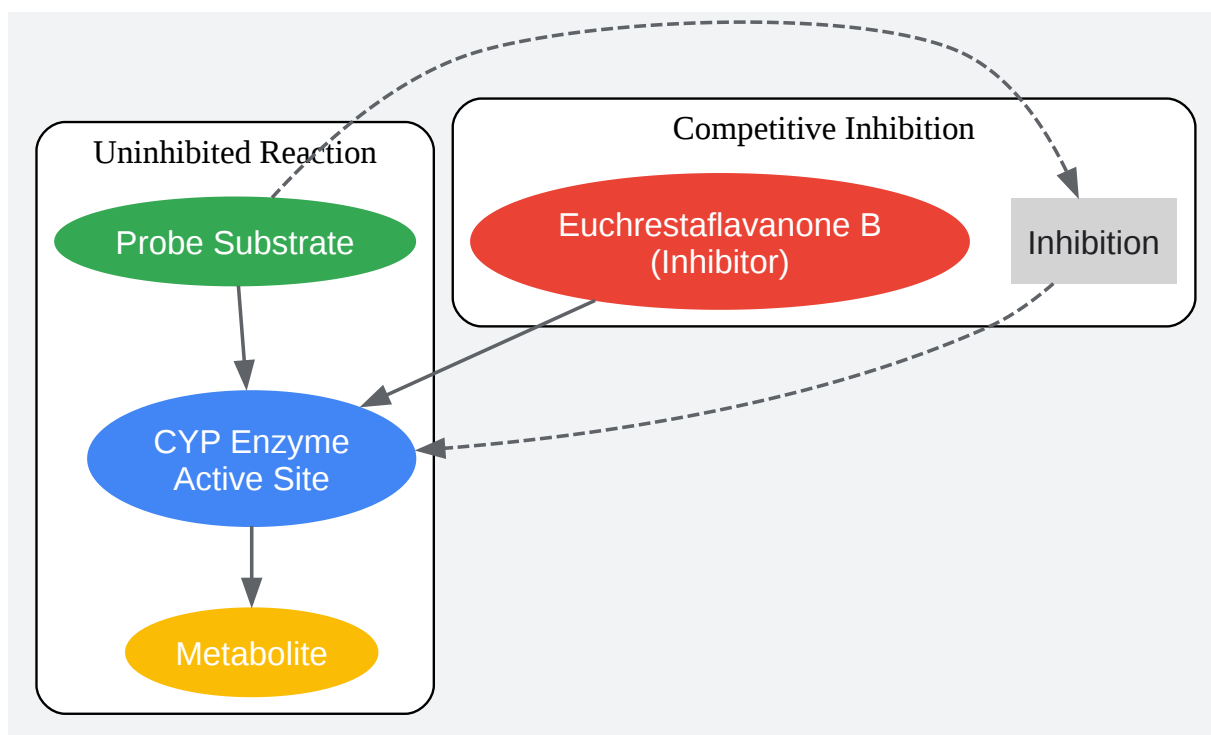 Uninhibited Reaction
Probe Substrate
CYP Enzyme
Active Site
Metabolite
Competitive Inhibition
Euchrestaflavanone B
(Inhibitor)
Inhibition